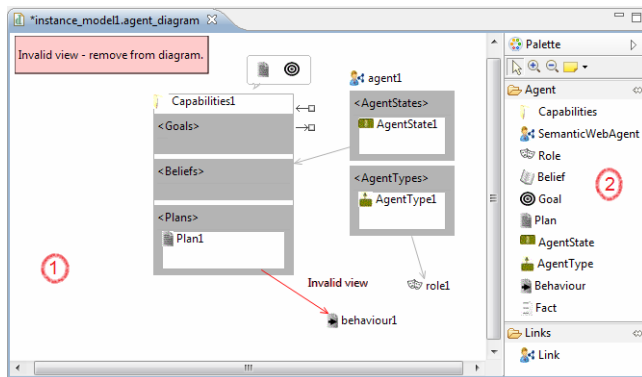 *instance_model1.agent_diagram
Invalid view - remove from diagram.
Capabilities1
<Goals>
<Beliefs>
<Plans>
Plan1
agent1
<AgentStates>
AgentState1
<AgentTypes>
AgentType1
Invalid view
role1
behaviour1
1
Palette
Agent
Capabilities
SemanticWebAgent
Role
Belief
Goal
Plan
AgentState
AgentType
Behaviour
Fact
2
Links
Link